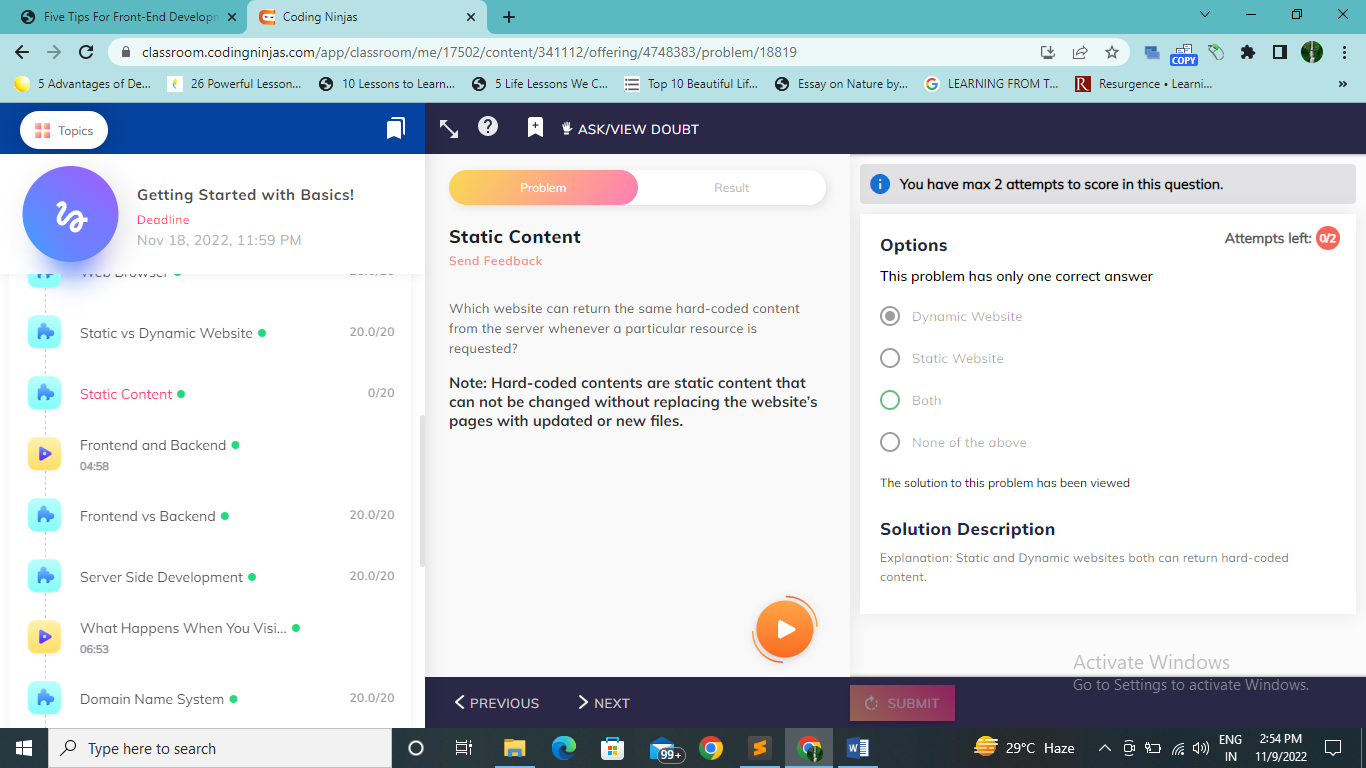 Five Tips For Front-End Developm
Coding Ninjas
classroom.codingninjas.com/app/classroom/me/17502/content/341112/offering/4748383/problem/18819
COPY
5 Advantages of De...
26 Powerful Lesson...
10 Lessons to Learn...
5 Life Lessons We C...
Top 10 Beautiful Lif...
Essay on Nature by...
LEARNING FROM T...
Resurgence • Learni...
Topics
ASK/VIEW DOUBT
Getting Started with Basics!
Deadline
Nov 18, 2022, 11:59 PM
Web Browser
20.0/20
Static vs Dynamic Website
20.0/20
Static Content
0/20
Frontend and Backend
04:58
Frontend vs Backend
20.0/20
Server Side Development
20.0/20
What Happens When You Visi...
06:53
Domain Name System
20.0/20
Problem
Result
Static Content
Send Feedback
Which website can return the same hard-coded content
from the server whenever a particular resource is
requested?
Note: Hard-coded contents are static content that
can not be changed without replacing the website's
pages with updated or new files.
PREVIOUS
NEXT
You have max 2 attempts to score in this question.
Options
Attempts left: 0/2
This problem has only one correct answer
Dynamic Website
Static Website
Both
None of the above
The solution to this problem has been viewed
Solution Description
Explanation: Static and Dynamic websites both can return hard-coded
content.
Activate Windows
Go to Settings to activate Windows.
SUBMIT
Type here to search
99+
29°C Haze
ENG
IN
2:54 PM
11/9/2022